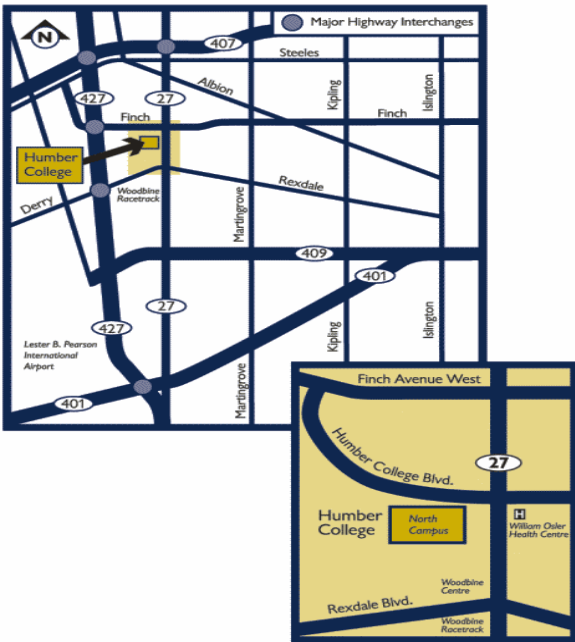 N
Major Highway Interchanges
407
Steeles
Albion
Kipling
Islington
427
27
Finch
Finch
Humber
College
Rexdale
Woodbine
Racetrack
Derry
Martingrove
409
401
27
427
Kipling
Islington
Lester B. Pearson
International
Airport
Martingrove
401
Finch Avenue West
Humber College Blvd.
27
Humber
College
North
Campus
H
William Osler
Health Centre
Woodbine
Centre
Rexdale Blvd.
Woodbine
Racetrack